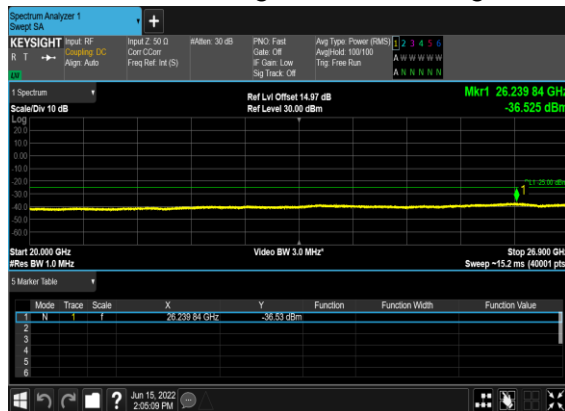 Spectrum Analyzer 1
Swept SA
KEYSIGHT Input: RF
R T Coupling: DC
Align: Auto
Input Z: 50 Ω
Corr CCorr
Freq Ref: Int (S)
#Atten: 30 dB
PNO: Fast
Gate: Off
IF Gain: Low
Sig Track: Off
Avg Type: Power (RMS)
Avg|Hold: 100/100
Trig: Free Run
1 2 3 4 5 6
A W W W W W
A N N N N N
1 Spectrum
Scale/Div 10 dB
Ref Lvl Offset 14.97 dB
Ref Level 30.00 dBm
Mkr1 26.239 84 GHz
-36.525 dBm
Log
20.0
10.0
0.00
-10.0
-20.0
-30.0
-40.0
-50.0
-60.0
DL1 -25.00 dBm
1
Start 20.000 GHz
#Res BW 1.0 MHz
Video BW 3.0 MHz*
Stop 26.900 GHz
Sweep ~15.2 ms (40001 pts
5 Marker Table
Mode Trace Scale X Y Function Function Width Function Value
1 N 1 f 26.239 84 GHz -36.53 dBm
2
3
4
5
6
? Jun 15, 2022
2:05:09 PM